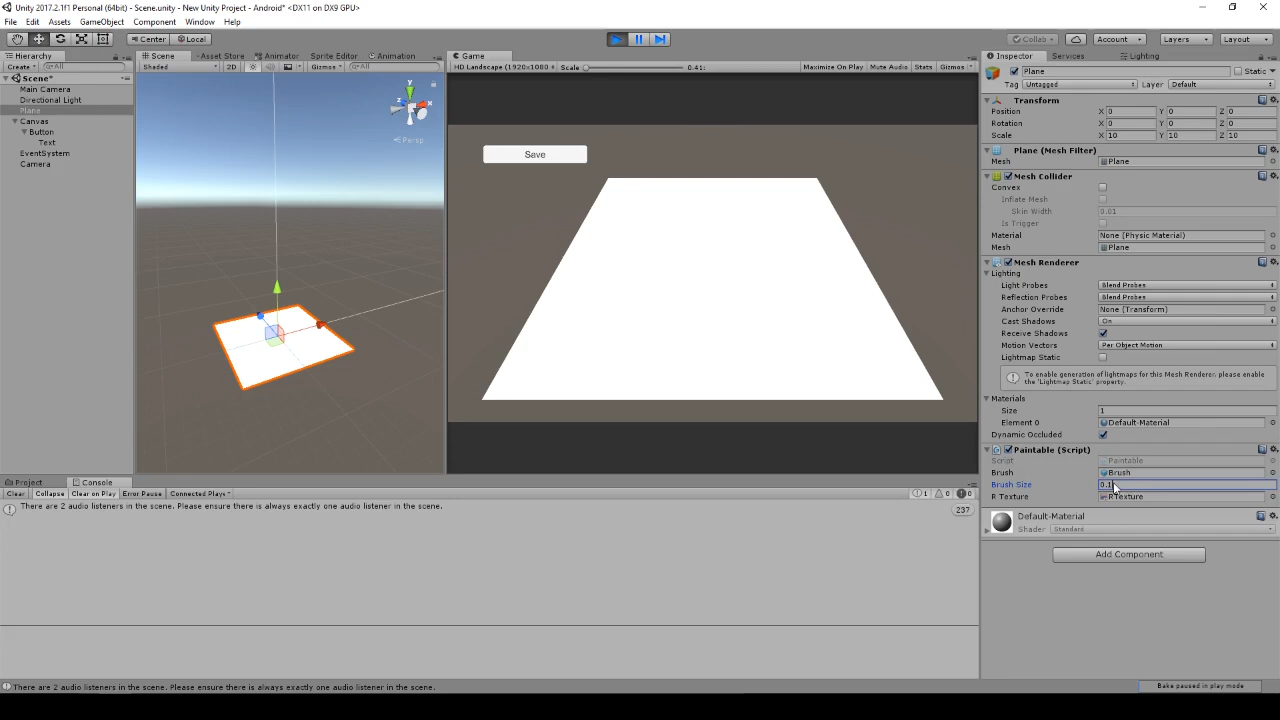 Unity 2017.2.1f1 Personal (64bit) - Scene.unity - New Unity Project - Android* <DX11 on DX9 GPU>
File Edit Assets GameObject Component Window Help
Center Local
Collab Account Layers Layout
Hierarchy
Create All
Scene*
Main Camera
Directional Light
Plane
Canvas
Button
Text
EventSystem
Camera
Scene Asset Store Animator Sprite Editor Animation
Shaded 2D Gizmos All
y
x
z
Persp
Game
HD Landscape (1920x1080) Scale 0.41: Maximize On Play Mute Audio Stats Gizmos
Save
Inspector Services Lighting
Plane Static
Tag Untagged Layer Default
Transform
Position X 0 Y 0 Z 0
Rotation X 0 Y 0 Z 0
Scale X 10 Y 10 Z 10
Plane (Mesh Filter)
Mesh Plane
Mesh Collider
Convex
Inflate Mesh
Skin Width 0.01
Is Trigger
Material None (Physic Material)
Mesh Plane
Mesh Renderer
Lighting
Light Probes Blend Probes
Reflection Probes Blend Probes
Anchor Override None (Transform)
Cast Shadows On
Receive Shadows
Motion Vectors Per Object Motion
Lightmap Static
To enable generation of lightmaps for this Mesh Renderer, please enable
the 'Lightmap Static' property.
Materials
Size 1
Element 0 Default-Material
Dynamic Occluded
Paintable (Script)
Script Paintable
Brush Brush
Brush Size
R Texture RTexture
Default-Material
Shader Standard
Add Component
Project Console
Clear Collapse Clear on Play Error Pause Connected Plays 1 0 0
There are 2 audio listeners in the scene. Please ensure there is always exactly one audio listener in the scene. 237
There are 2 audio listeners in the scene. Please ensure there is always exactly one audio listener in the scene.
Bake paused in play mode